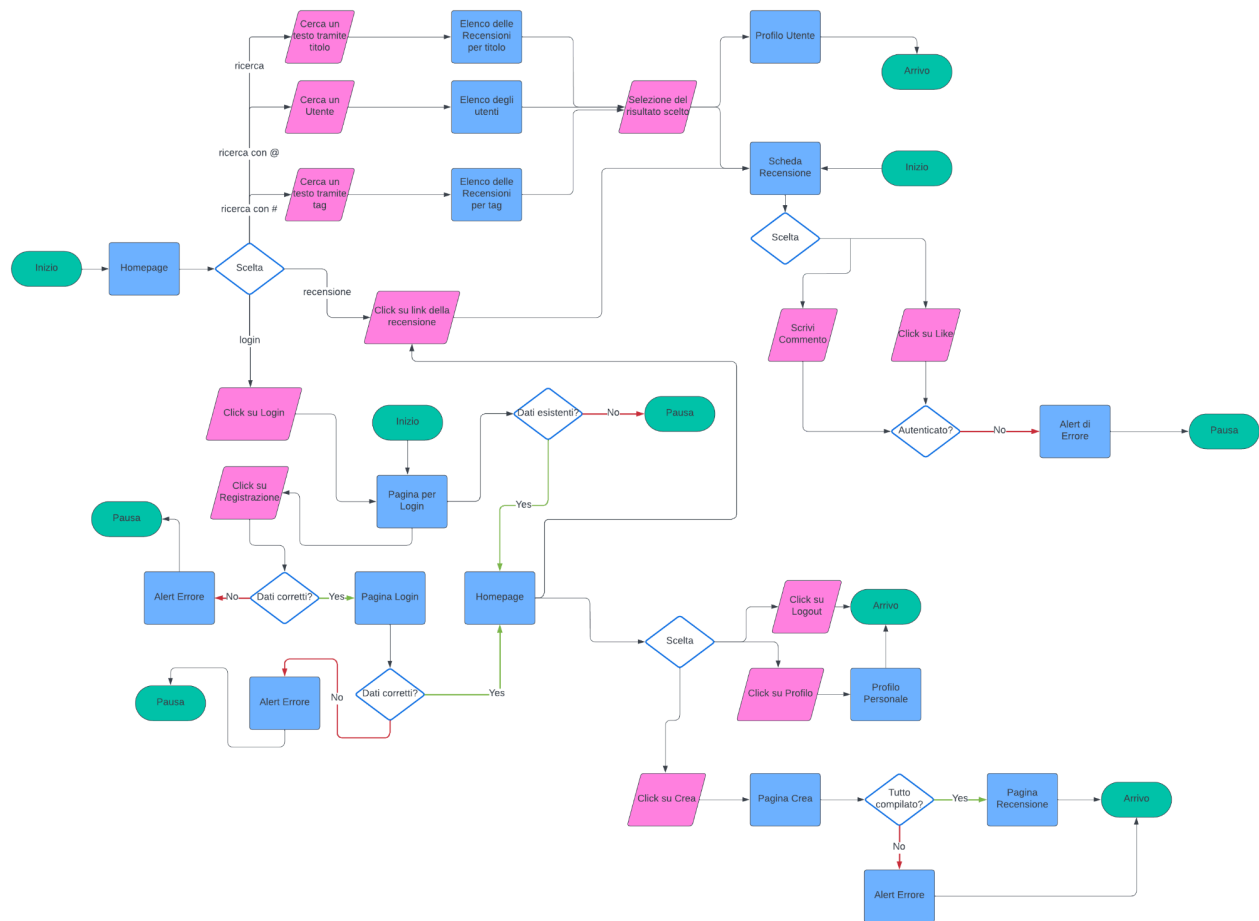 Cerca un
testo tramite
titolo
Elenco delle
Recensioni
per titolo
Profilo Utente
ricerca
Arrivo
Cerca un
Utente
Elenco degli
utenti
Selezione del
risultato scelto
ricerca con @
Cerca un
testo tramite
tag
Elenco delle
Recensioni
per tag
Scheda
Recensione
Inizio
ricerca con #
Inizio
Homepage
Scelta
Scelta
recensione
Click su link della
recensione
Scrivi
Commento
Click su Like
login
Click su Login
Inizio
Dati esistenti?
No
Pausa
Autenticato?
No
Alert di
Errore
Pausa
Click su
Registrazione
Pagina per
Login
Yes
Pausa
Alert Errore
No
Dati corretti?
Yes
Pagina Login
Homepage
Click su
Logout
Arrivo
Scelta
Pausa
Alert Errore
No
Dati corretti?
Yes
Click su Profilo
Profilo
Personale
Click su Crea
Pagina Crea
Tutto
compilato?
Yes
Pagina
Recensione
Arrivo
No
Alert Errore